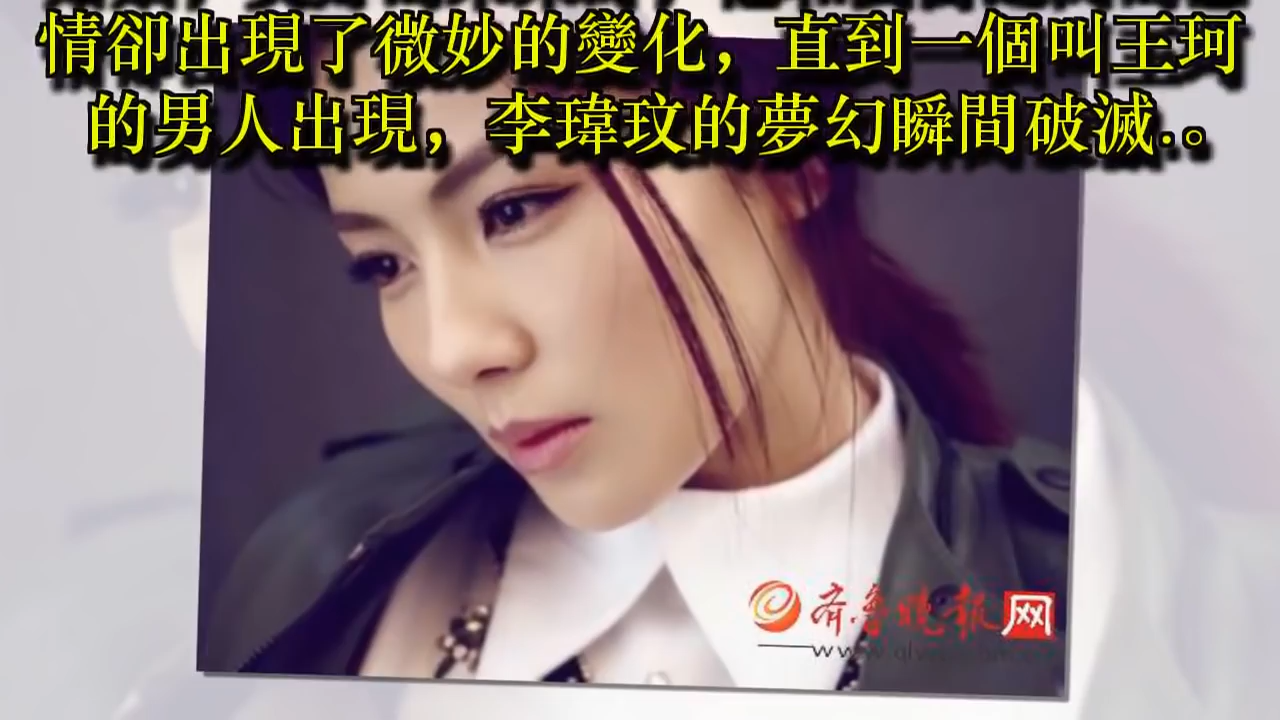 情卻出現了微妙的變化，直到一個叫王珂
的男人出現，李瑋玟的夢幻瞬間破滅.。
齐鲁晚报网